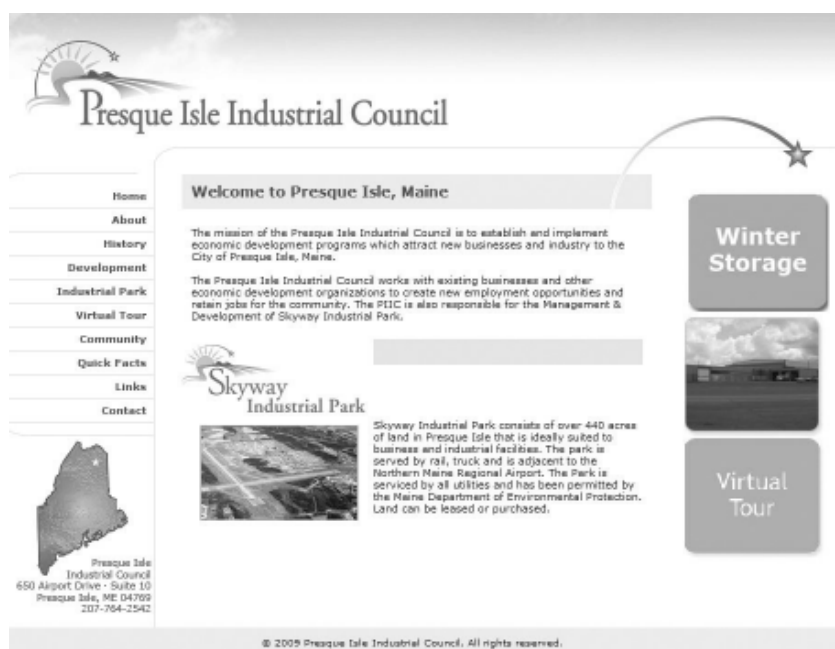 Presque Isle Industrial Council
Home
About
History
Development
Industrial Park
Virtual Tour
Community
Quick Facts
Links
Contact
Presque Isle
Industrial Council
650 Airport Drive - Suite 10
Presque Isle, ME 04769
207-764-2542
Welcome to Presque Isle, Maine
The mission of the Presque Isle Industrial Council is to establish and implement
economic development programs which attract new businesses and industry to the
City of Presque Isle, Maine.
The Presque Isle Industrial Council works with existing businesses and other
economic development organizations to create new employment opportunities and
retain jobs for the community. The PIIC is also responsible for the Management &
Development of Skyway Industrial Park.
Skyway
Industrial Park
Skyway Industrial Park consists of over 440 acres
of land in Presque Isle that is ideally suited to
business and industrial facilities. The park is
served by rail, truck and is adjacent to the
Northern Maine Regional Airport. The Park is
serviced by all utilities and has been permitted by
the Maine Department of Environmental Protection.
Land can be leased or purchased.
Winter
Storage
Virtual
Tour
© 2009 Presque Isle Industrial Council. All rights reserved.